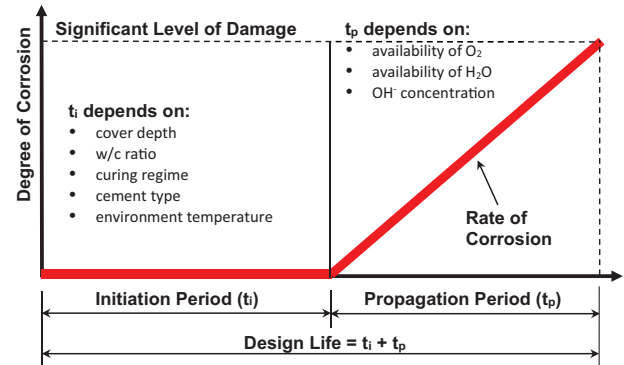 Significant Level of Damage
tp depends on:
• availability of O₂
• availability of H₂O
• OH⁻ concentration
ti depends on:
• cover depth
• w/c ratio
• curing regime
• cement type
• environment temperature
Degree of Corrosion
Rate of
Corrosion
Initiation Period (ti)
Propagation Period (tp)
Design Life = ti + tp